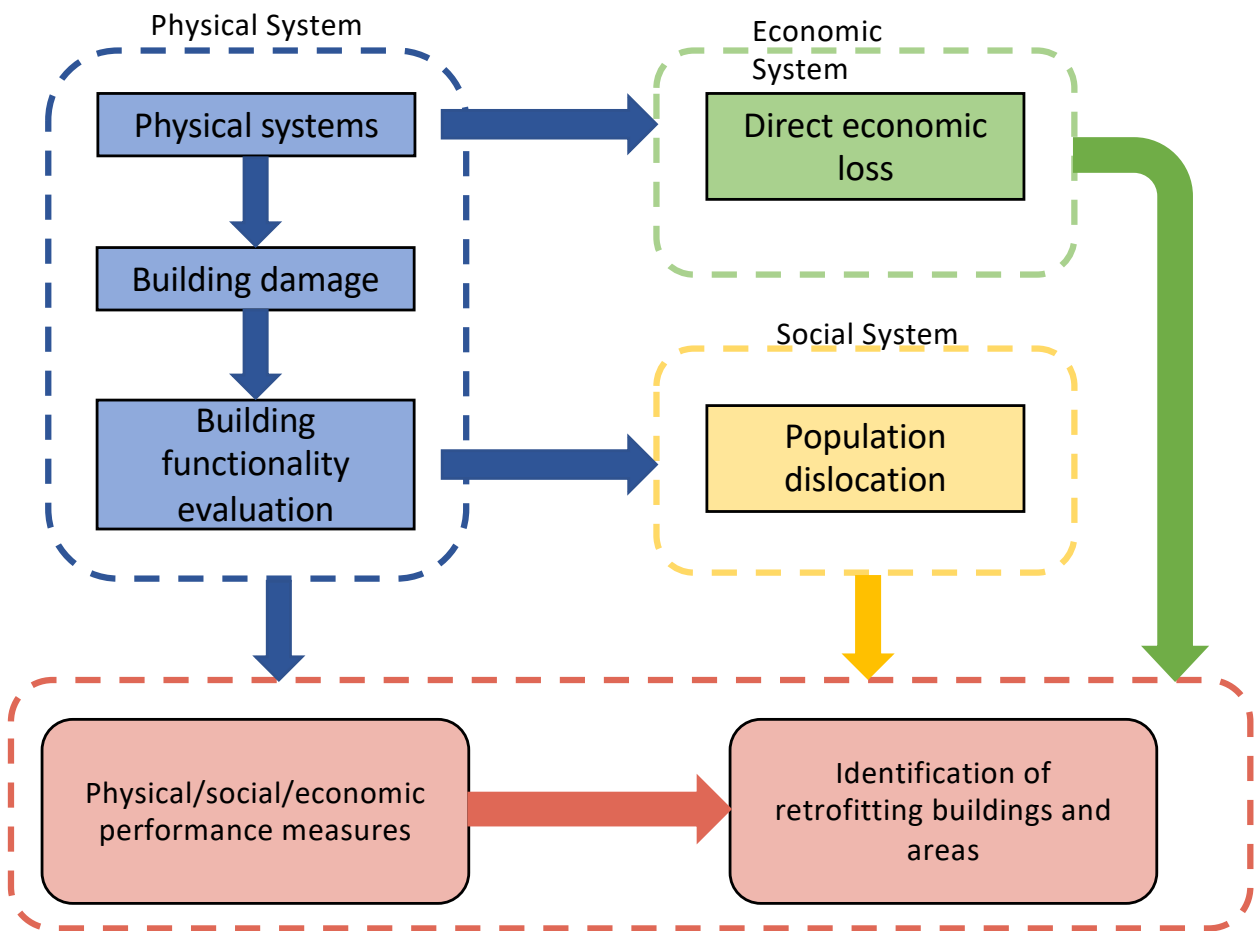 Physical System
Physical systems
Building damage
Building
functionality
evaluation
Economic
System
Direct economic
loss
Social System
Population
dislocation
Physical/social/economic
performance measures
Identification of
retrofitting buildings and
areas